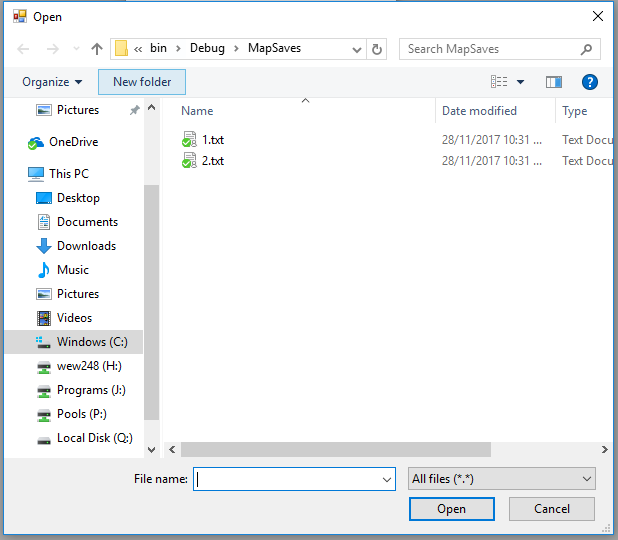 Open
« bin › Debug › MapSaves
Search MapSaves
Organize
New folder
?
Name
Date modified
Type
Pictures
OneDrive
This PC
Desktop
Documents
Downloads
Music
Pictures
Videos
Windows (C:)
wew248 (H:)
Programs (J:)
Pools (P:)
Local Disk (Q:)
1.txt
28/11/2017 10:31 ...
Text Docu
2.txt
28/11/2017 10:31 ...
Text Docu
File name:
All files (*.*)
Open
Cancel